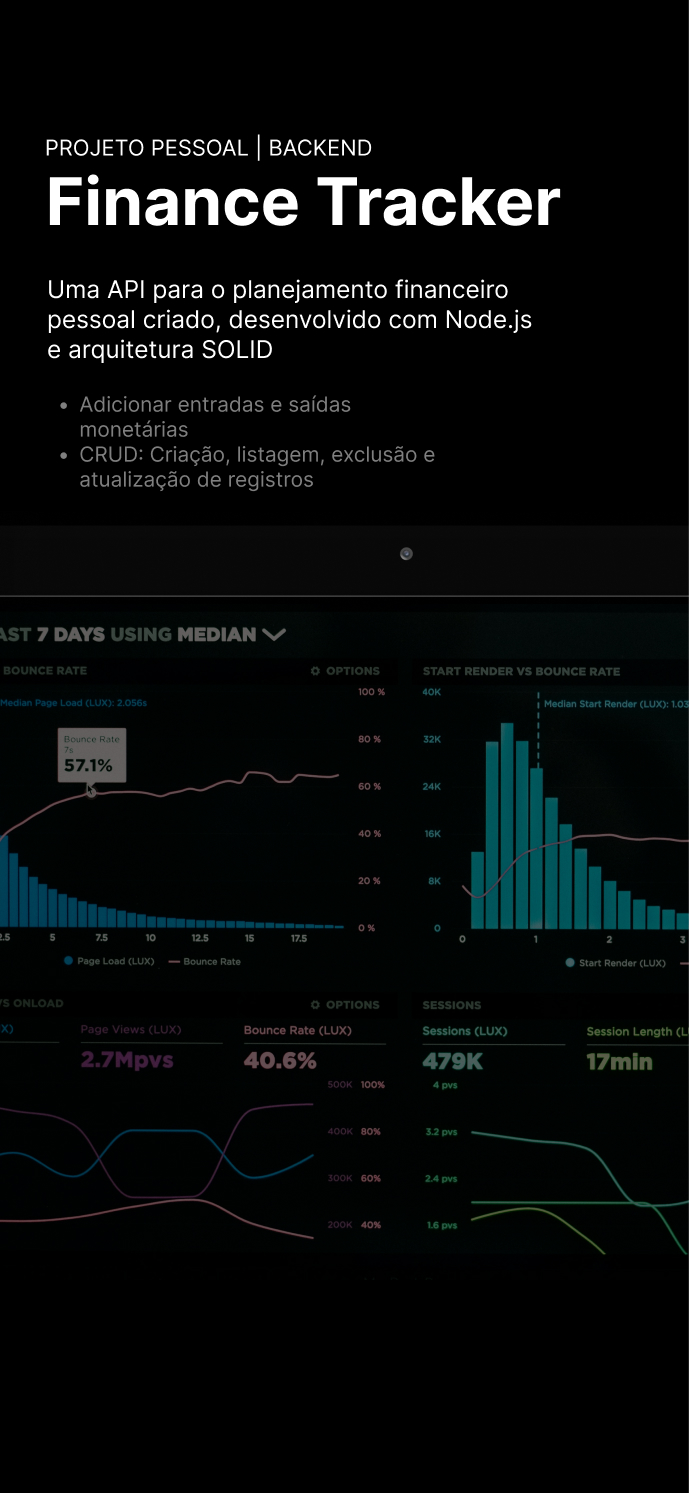 PROJETO PESSOAL | BACKEND
Finance Tracker
Uma API para o planejamento financeiro
pessoal criado, desenvolvido com Node.js
e arquitetura SOLID
• Adicionar entradas e saídas
monetárias
• CRUD: Criação, listagem, exclusão e
atualização de registros
AST 7 DAYS USING MEDIAN
BOUNCE RATE
OPTIONS
Median Page Load (LUX): 2.056s
Bounce Rate
7s
57.1%
100 %
80 %
60 %
40 %
20 %
0 %
2.5 5 7.5 10 12.5 15 17.5
Page Load (LUX) Bounce Rate
START RENDER VS BOUNCE RATE
Median Start Render (LUX): 1.03
40K
32K
24K
16K
8K
0
0 1 2 3
Start Render (LUX)
VS ONLOAD
OPTIONS
X)
Page Views (LUX)
2.7Mpvs
Bounce Rate (LUX)
40.6%
500K 100%
400K 80%
300K 60%
200K 40%
SESSIONS
Sessions (LUX)
479K
Session Length (L
17min
4 pvs
3.2 pvs
2.4 pvs
1.6 pvs